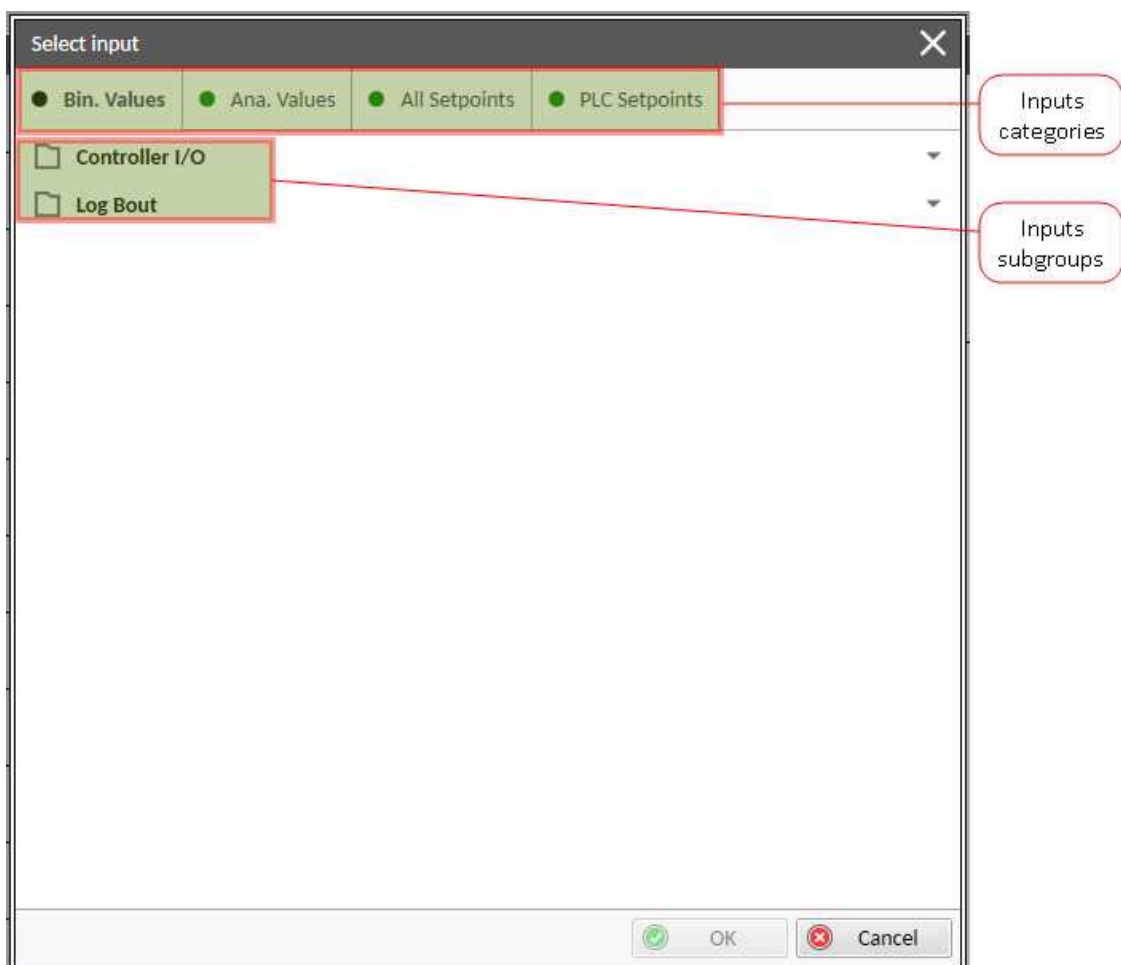 Select input
Bin. Values Ana. Values All Setpoints PLC Setpoints
Inputs
categories
Controller I/O
Log Bout
Inputs
subgroups
OK Cancel